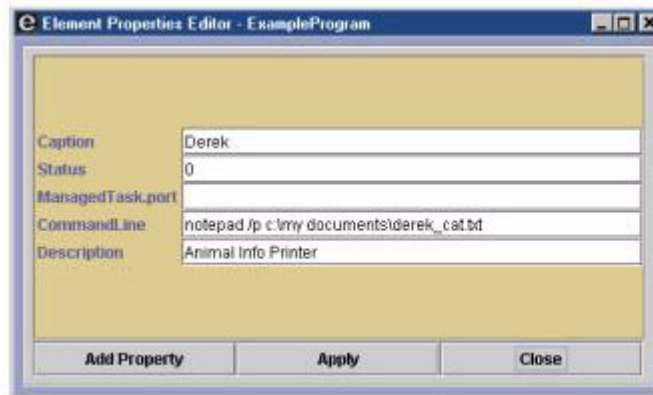 Element Properties Editor - ExampleProgram
Caption Derek
Status 0
ManagedTask.port
CommandLine notepad /p c:\my documents\derek_cat.txt
Description Animal Info Printer
Add Property Apply Close